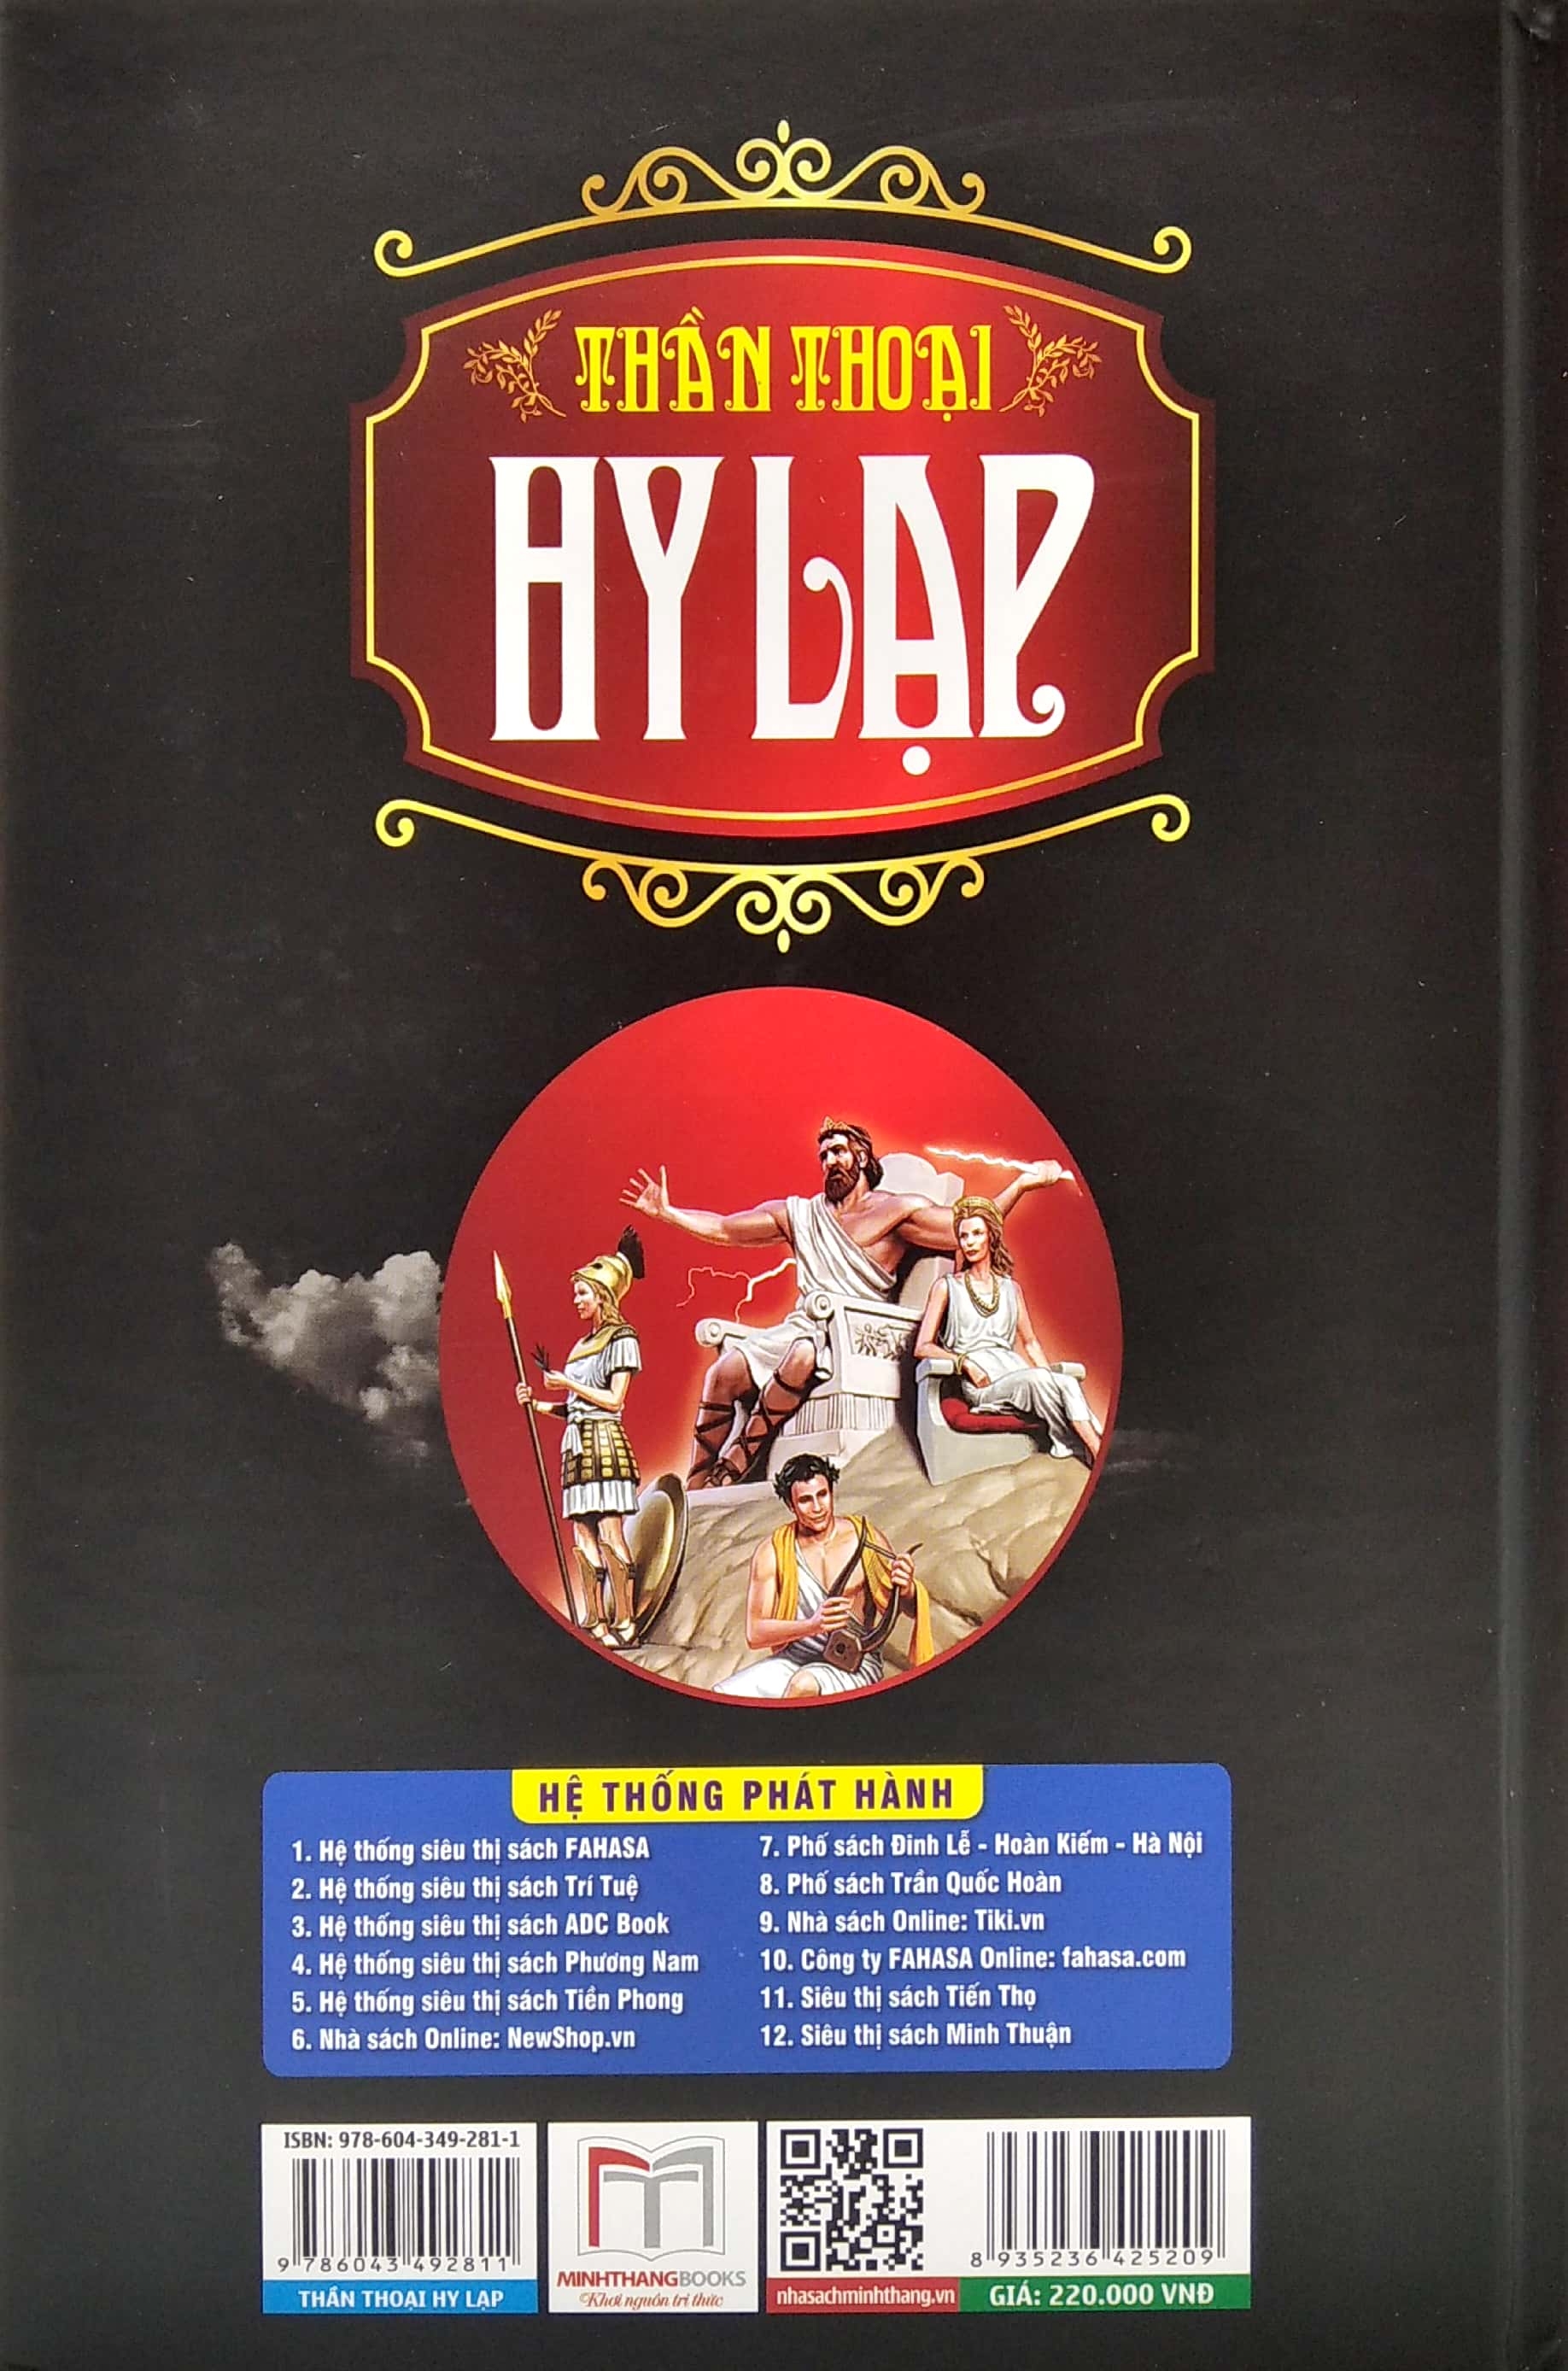 THẦN THOẠI
HY LẠP
HỆ THỐNG PHÁT HÀNH
1. Hệ thống siêu thị sách FAHASA
2. Hệ thống siêu thị sách Trí Tuệ
3. Hệ thống siêu thị sách ADC Book
4. Hệ thống siêu thị sách Phương Nam
5. Hệ thống siêu thị sách Tiền Phong
6. Nhà sách Online: NewShop.vn
7. Phố sách Đinh Lễ - Hoàn Kiếm - Hà Nội
8. Phố sách Trần Quốc Hoàn
9. Nhà sách Online: Tiki.vn
10. Công ty FAHASA Online: fahasa.com
11. Siêu thị sách Tiến Thọ
12. Siêu thị sách Minh Thuận
ISBN: 978-604-349-281-1
9 786043 492811
THẦN THOẠI HY LẠP
MINHTHANGBOOKS
Khơi nguồn tri thức
nhasachminhthang.vn
8 935236 425209
GIÁ: 220.000 VNĐ